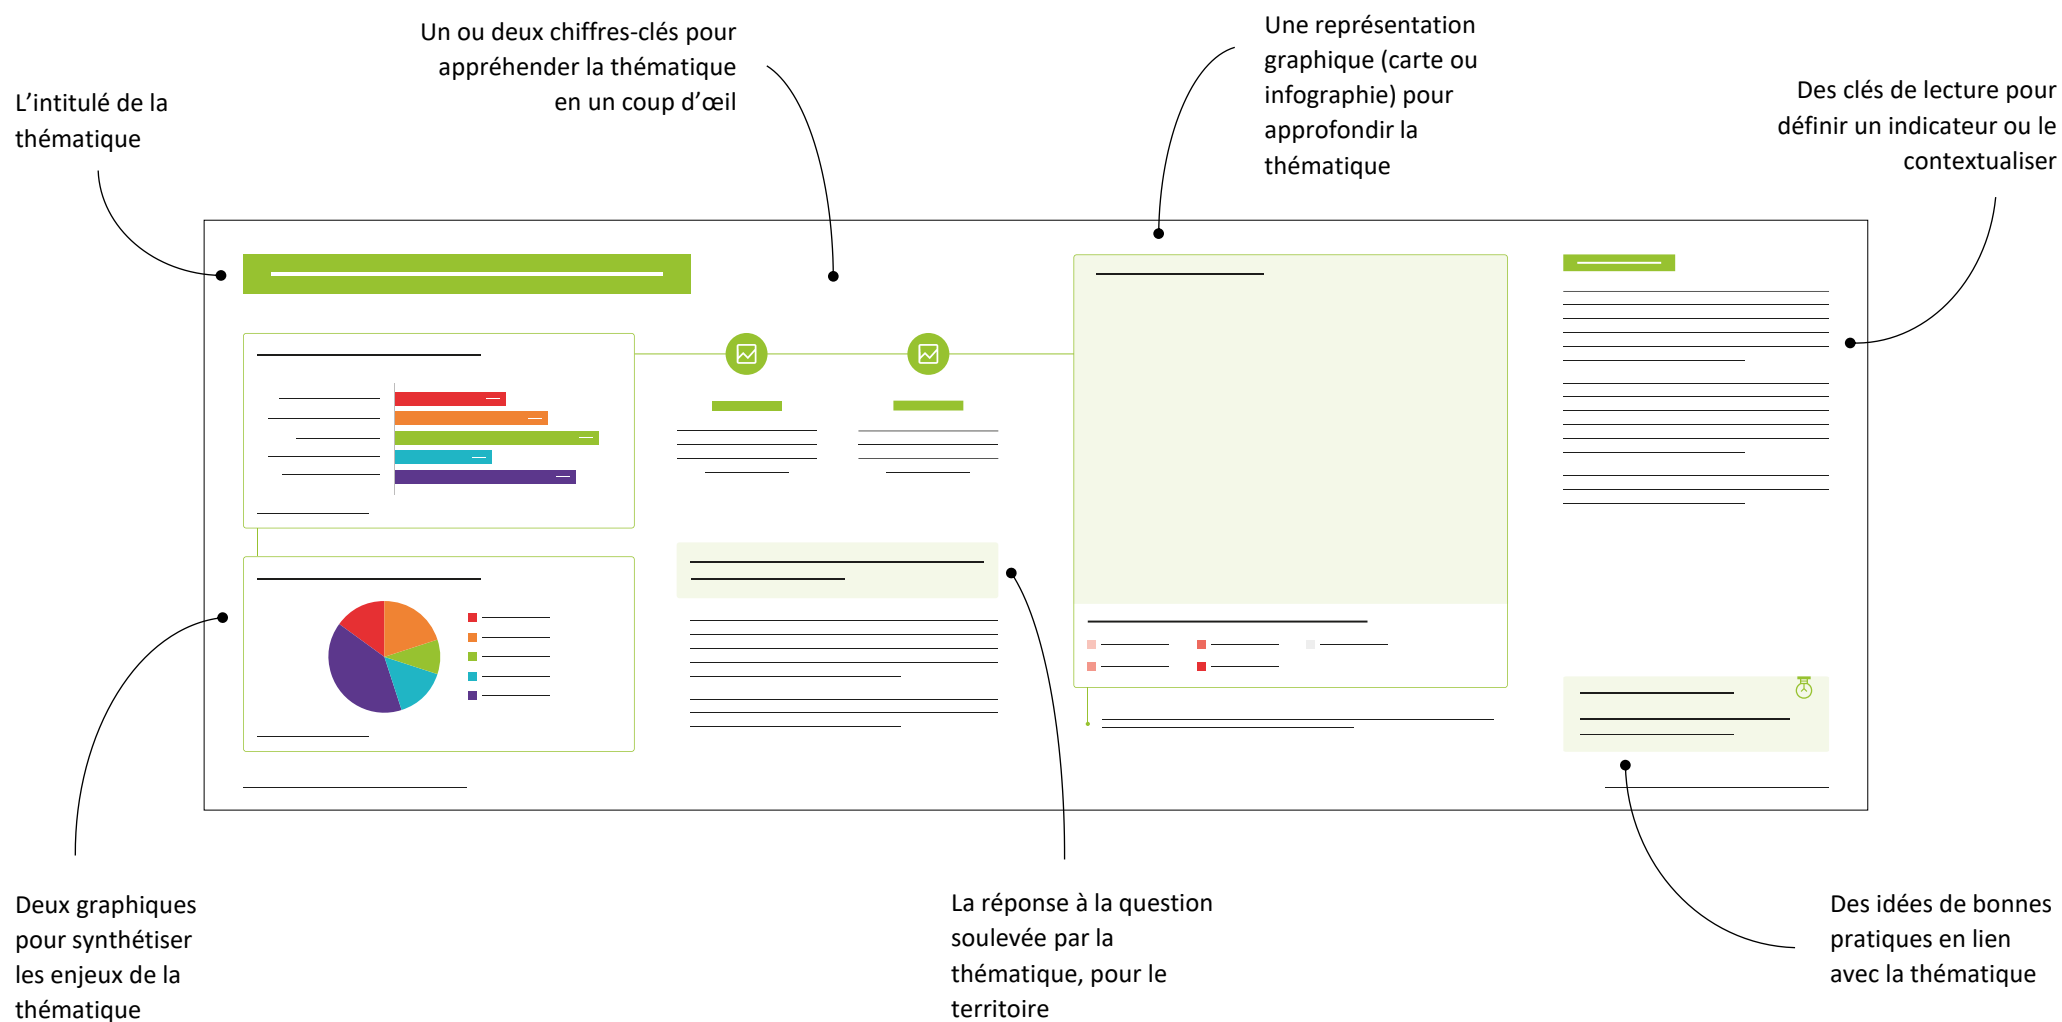 L’intitulé de la
thématique
Un ou deux chiffres-clés pour
appréhender la thématique
en un coup d’œil
Une représentation
graphique (carte ou
infographie) pour
approfondir la
thématique
Des clés de lecture pour
définir un indicateur ou le
contextualiser
Deux graphiques
pour synthétiser
les enjeux de la
thématique
La réponse à la question
soulevée par la
thématique, pour le
territoire
Des idées de bonnes
pratiques en lien
avec la thématique